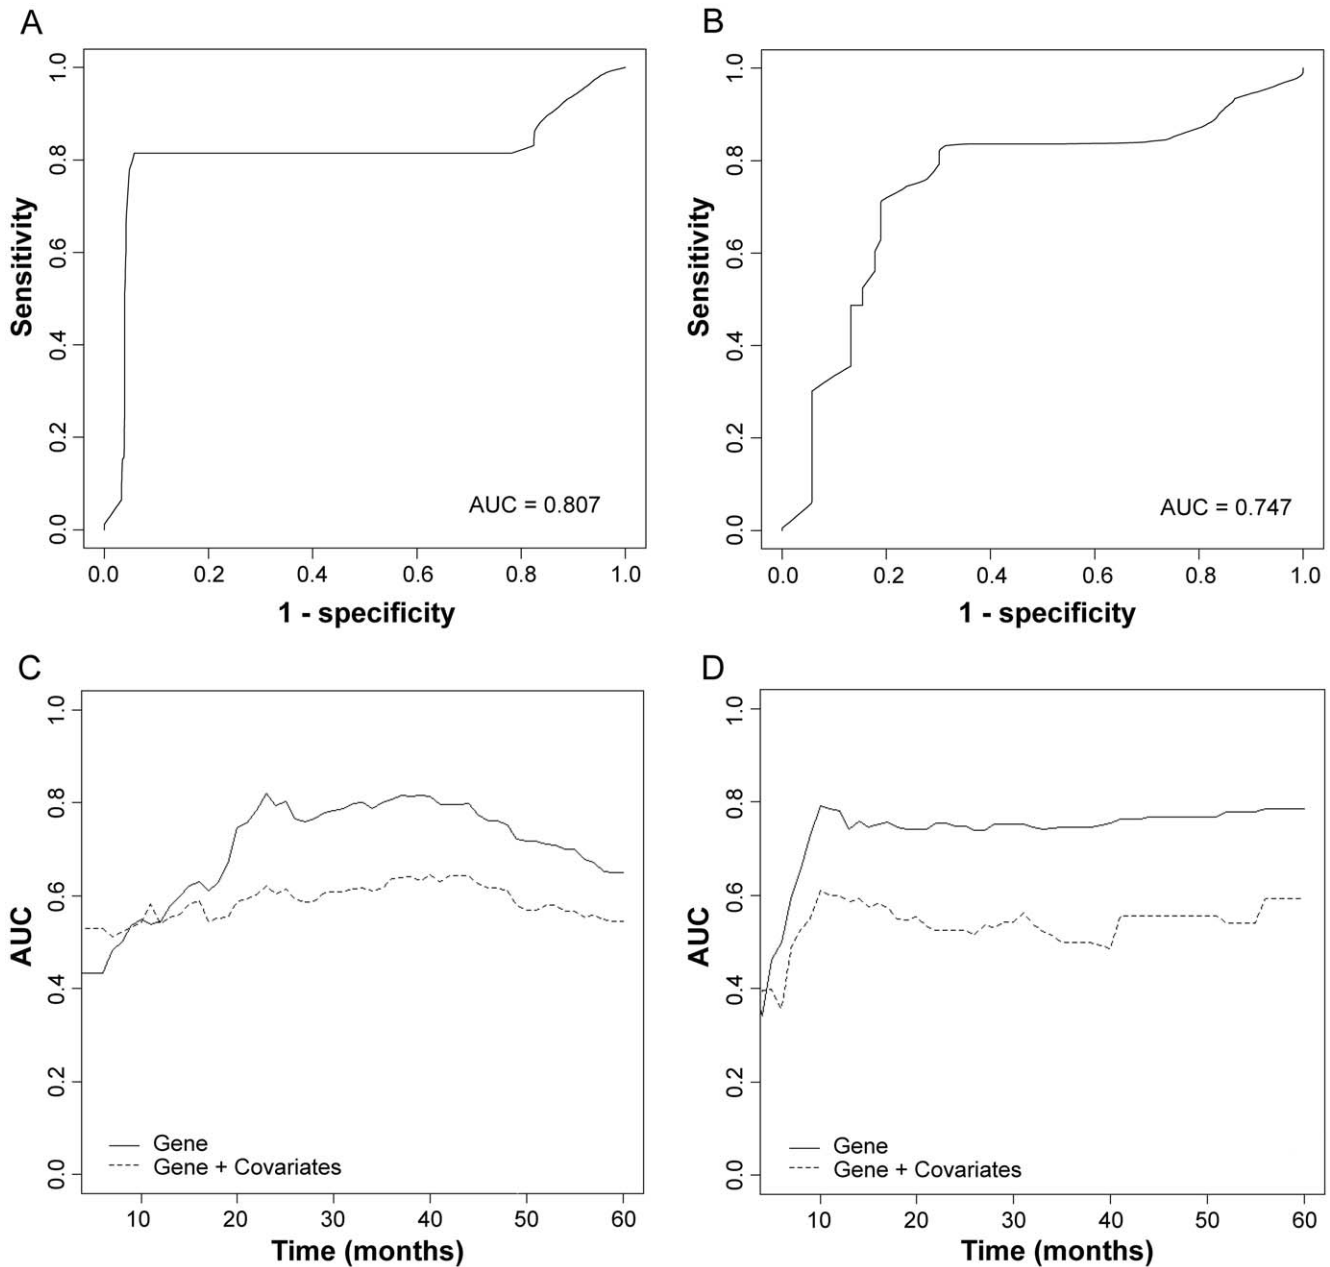 A
1.0
0.8
0.6
0.4
0.2
0.0
Sensitivity
AUC = 0.807
0.0 0.2 0.4 0.6 0.8 1.0
1 - specificity
B
1.0
0.8
0.6
0.4
0.2
0.0
Sensitivity
AUC = 0.747
0.0 0.2 0.4 0.6 0.8 1.0
1 - specificity
C
1.0
0.8
0.6
0.4
0.2
0.0
AUC
Gene
Gene + Covariates
10 20 30 40 50 60
Time (months)
D
1.0
0.8
0.6
0.4
0.2
0.0
AUC
Gene
Gene + Covariates
10 20 30 40 50 60
Time (months)